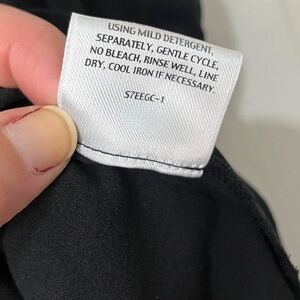 USING MILD DETERGENT,
SEPARATELY, GENTLE CYCLE,
NO BLEACH, RINSE WELL, LINE
DRY, COOL IRON IF NECESSARY.
S7EEGC-1